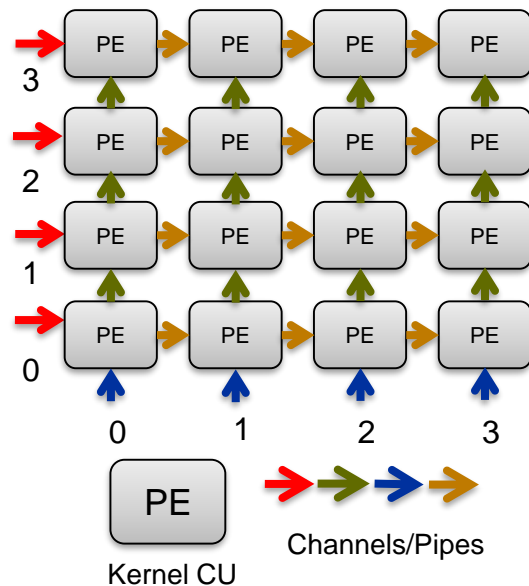 PE PE PE PE
3
PE PE PE PE
2
PE PE PE PE
1
PE PE PE PE
0
0 1 2 3
PE
Channels/Pipes
Kernel CU